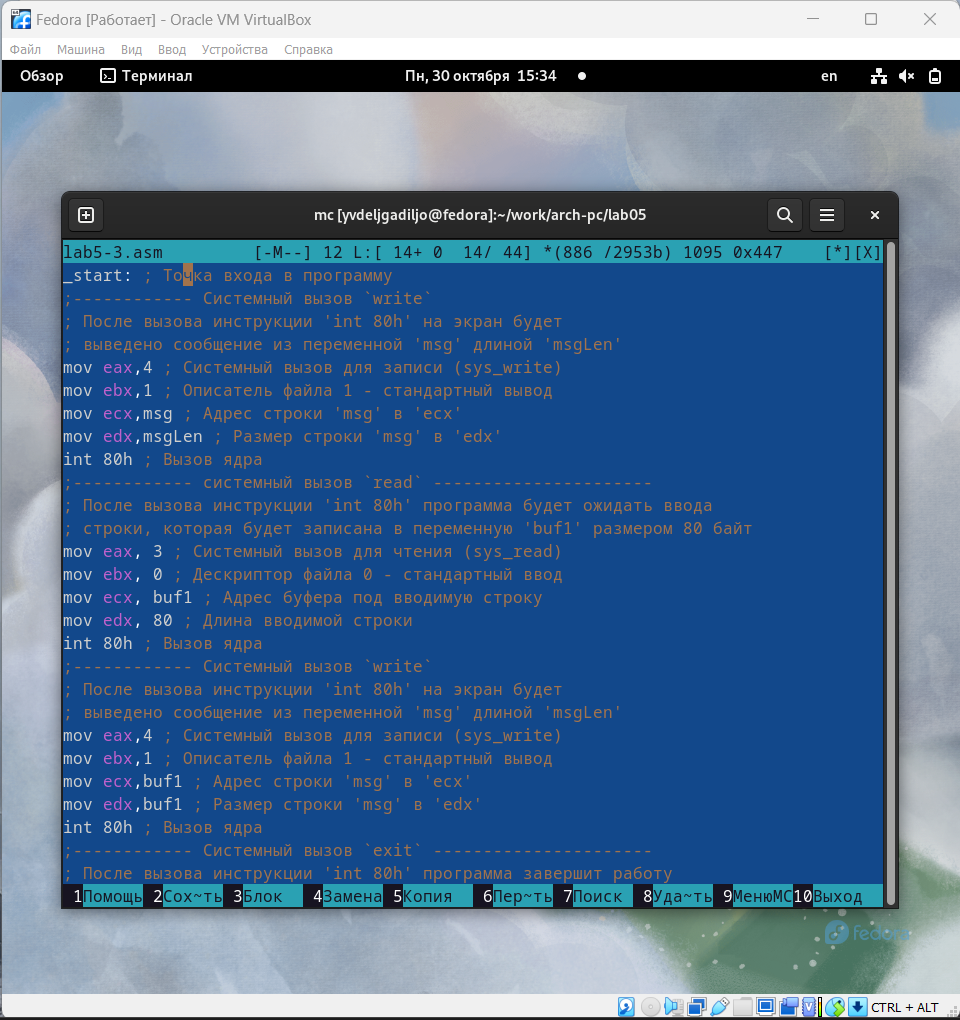 Fedora [Работает] - Oracle VM VirtualBox
Файл Машина Вид Ввод Устройства Справка
Обзор Терминал Пн, 30 октября 15:34 en
mc [yvdeljgadiljo@fedora]:~/work/arch-pc/lab05
lab5-3.asm [-M--] 12 L:[ 14+ 0 14/ 44] *(886 /2953b) 1095 0x447 [*][X]
_start: ; Точка входа в программу
;------------ Системный вызов `write`
; После вызова инструкции 'int 80h' на экран будет
; выведено сообщение из переменной 'msg' длиной 'msgLen'
mov eax,4 ; Системный вызов для записи (sys_write)
mov ebx,1 ; Описатель файла 1 - стандартный вывод
mov ecx,msg ; Адрес строки 'msg' в 'ecx'
mov edx,msgLen ; Размер строки 'msg' в 'edx'
int 80h ; Вызов ядра
;------------ системный вызов `read` ----------------------
; После вызова инструкции 'int 80h' программа будет ожидать ввода
; строки, которая будет записана в переменную 'buf1' размером 80 байт
mov eax, 3 ; Системный вызов для чтения (sys_read)
mov ebx, 0 ; Дескриптор файла 0 - стандартный ввод
mov ecx, buf1 ; Адрес буфера под вводимую строку
mov edx, 80 ; Длина вводимой строки
int 80h ; Вызов ядра
;------------ Системный вызов `write`
; После вызова инструкции 'int 80h' на экран будет
; выведено сообщение из переменной 'msg' длиной 'msgLen'
mov eax,4 ; Системный вызов для записи (sys_write)
mov ebx,1 ; Описатель файла 1 - стандартный вывод
mov ecx,buf1 ; Адрес строки 'msg' в 'ecx'
mov edx,buf1 ; Размер строки 'msg' в 'edx'
int 80h ; Вызов ядра
;------------ Системный вызов `exit` ----------------------
; После вызова инструкции 'int 80h' программа завершит работу
1Помощь 2Сох~ть 3Блок 4Замена 5Копия 6Пер~ть 7Поиск 8Уда~ть 9МенюMC 10Выход
fedora
CTRL + ALT